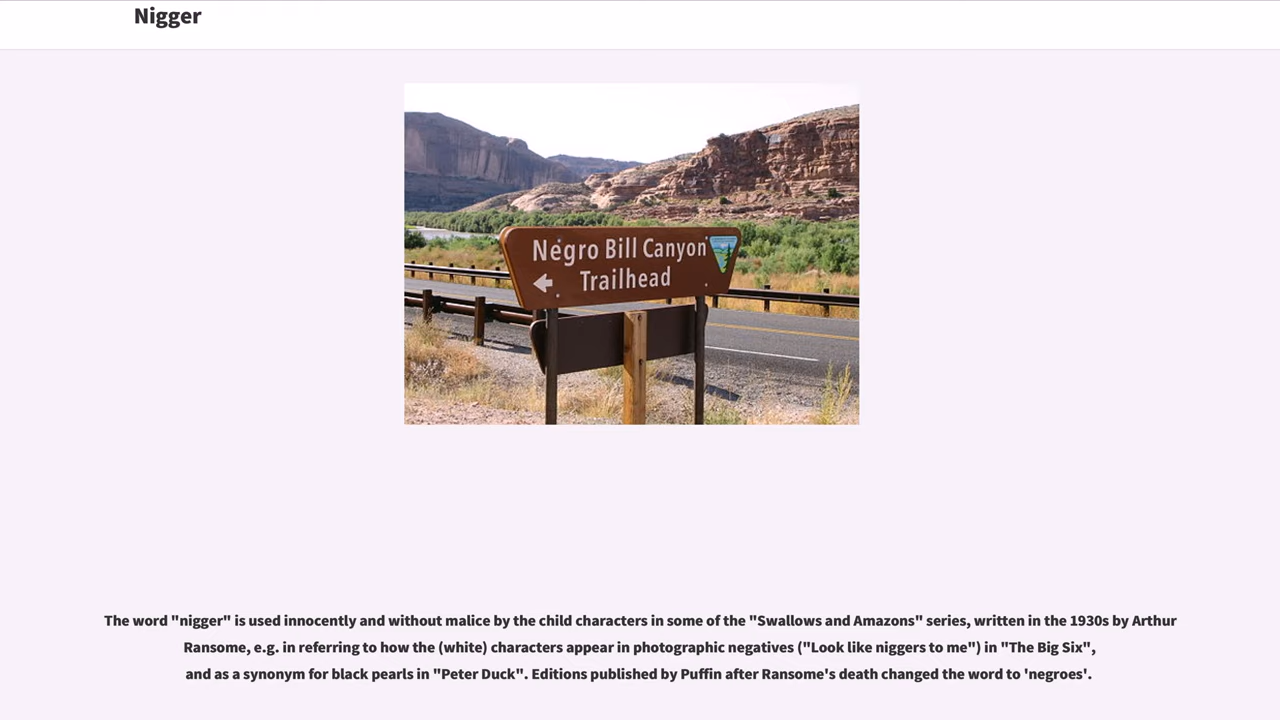 Nigger
Negro Bill Canyon
Trailhead
The word "nigger" is used innocently and without malice by the child characters in some of the "Swallows and Amazons" series, written in the 1930s by Arthur
Ransome, e.g. in referring to how the (white) characters appear in photographic negatives ("Look like niggers to me") in "The Big Six",
and as a synonym for black pearls in "Peter Duck". Editions published by Puffin after Ransome's death changed the word to 'negroes'.